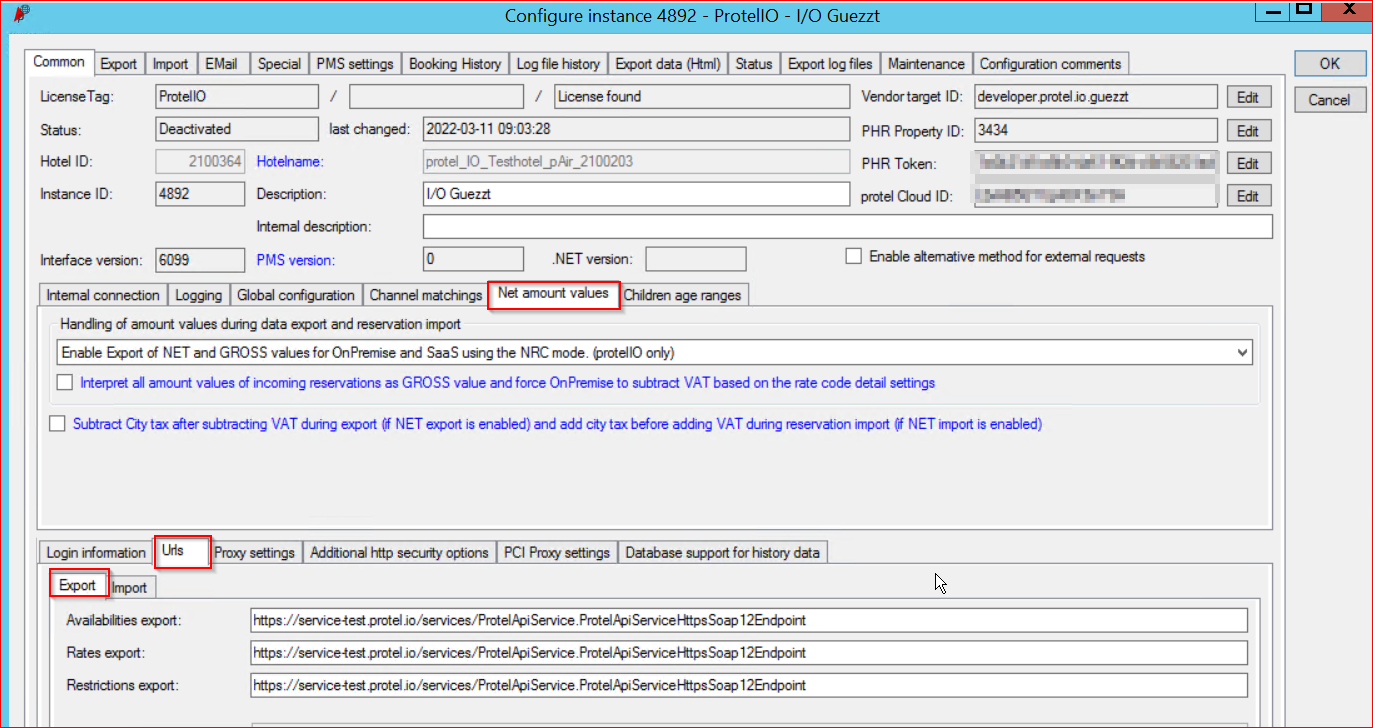 Configure instance 4892 - ProtelIO - I/O Guezzt
Common Export Import EMail Special PMS settings Booking History Log file history Export data (Html) Status Export log files Maintenance Configuration comments
OK
Cancel
LicenseTag: ProtelIO / / License found Vendor target ID: developer.protel.io.guezzt Edit
Status: Deactivated last changed: 2022-03-11 09:03:28 PHR Property ID: 3434 Edit
Hotel ID: 2100364 Hotelname: protel_IO_Testhotel_pAir_2100203 PHR Token: Edit
Instance ID: 4892 Description: I/O Guezzt protel Cloud ID: Edit
Internal description:
Interface version: 6099 PMS version: 0 .NET version: Enable alternative method for external requests
Internal connection Logging Global configuration Channel matchings Net amount values Children age ranges
Handling of amount values during data export and reservation import
Enable Export of NET and GROSS values for OnPremise and SaaS using the NRC mode. (protelIO only)
Interpret all amount values of incoming reservations as GROSS value and force OnPremise to subtract VAT based on the rate code detail settings
Subtract City tax after subtracting VAT during export (if NET export is enabled) and add city tax before adding VAT during reservation import (if NET import is enabled)
Login information Urls Proxy settings Additional http security options PCI Proxy settings Database support for history data
Export Import
Availabilities export: https://service-test.protel.io/services/ProtelApiService.ProtelApiServiceHttpsSoap12Endpoint
Rates export: https://service-test.protel.io/services/ProtelApiService.ProtelApiServiceHttpsSoap12Endpoint
Restrictions export: https://service-test.protel.io/services/ProtelApiService.ProtelApiServiceHttpsSoap12Endpoint